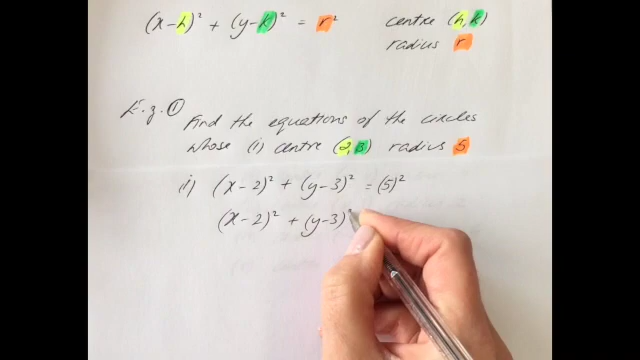 (x-h)² + (y-k)² = r² centre (h, k)
radius r
E.g. ① Find the equations of the circles
whose (i) centre (2, 3) radius 5
i) (x-2)² + (y-3)² = (5)²
(x-2)² + (y-3)²